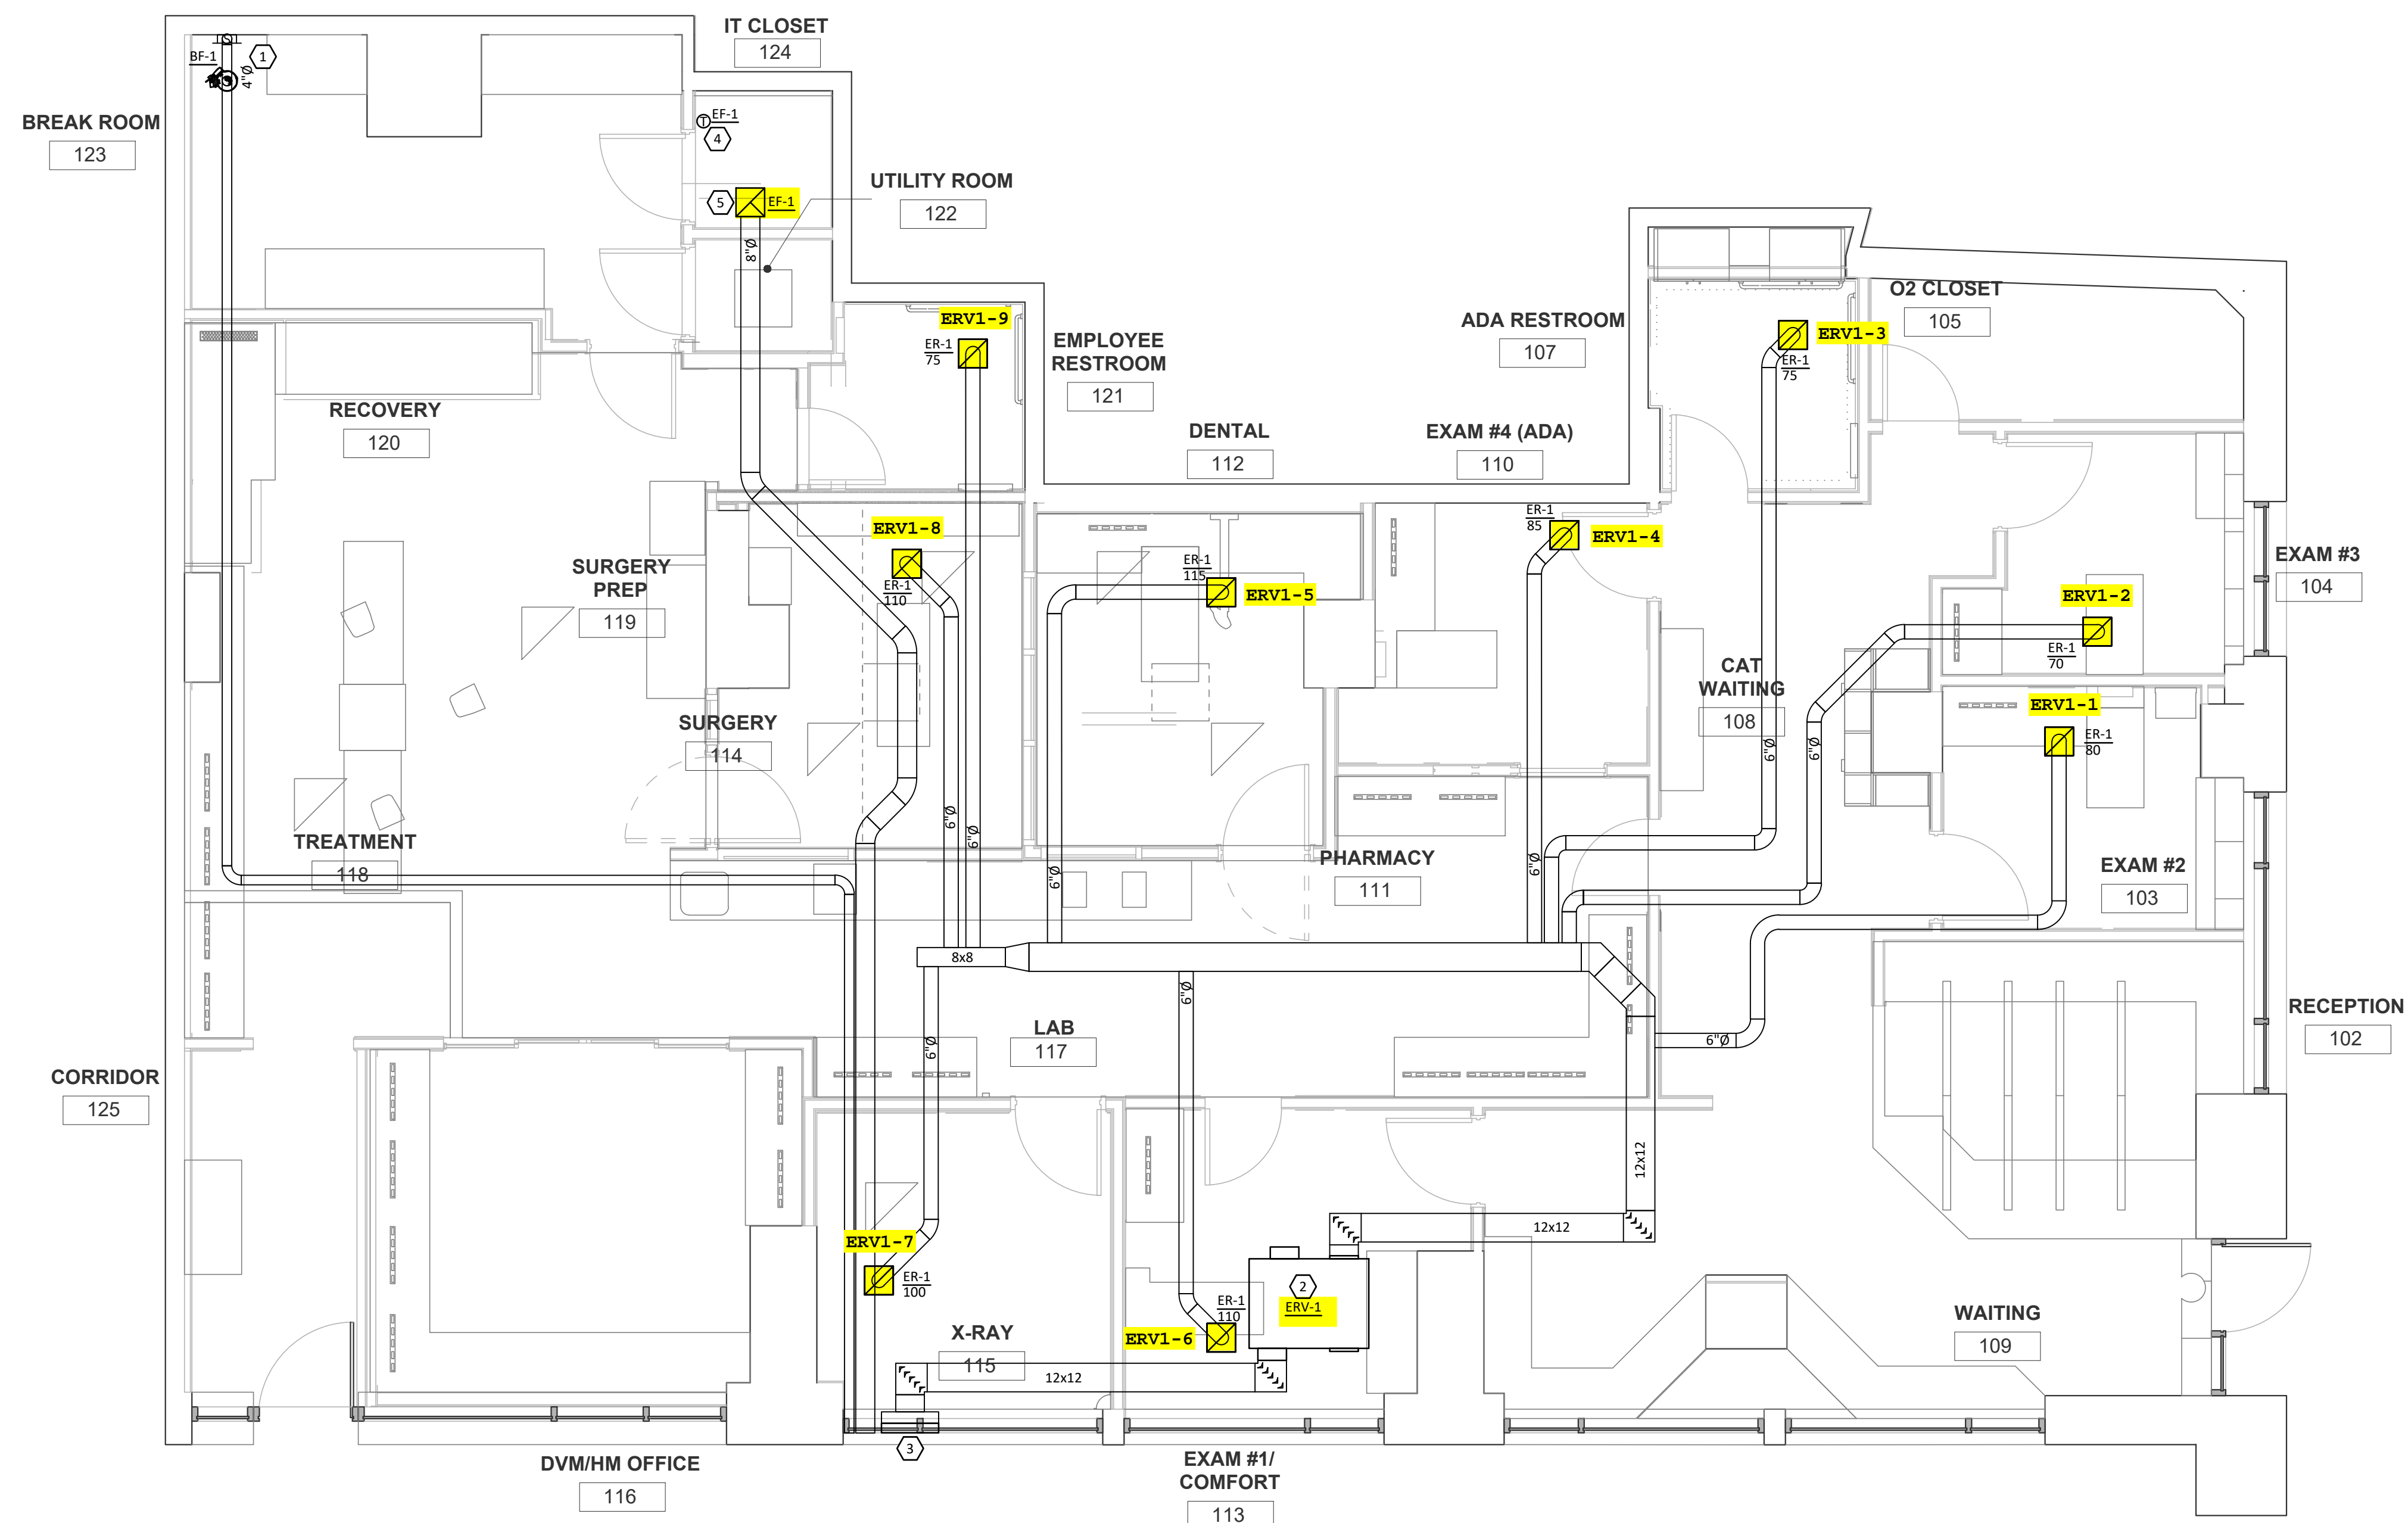 IT CLOSET
124
BF-1
1
4"Ø
BREAK ROOM
123
T
EF-1
4
5
EF-1
8"Ø
UTILITY ROOM
122
ERV1-9
ER-1
75
EMPLOYEE
RESTROOM
121
ADA RESTROOM
107
ERV1-3
ER-1
75
O2 CLOSET
105
RECOVERY
120
DENTAL
112
EXAM #4 (ADA)
110
ERV1-8
ER-1
110
ER-1
85
ERV1-4
ER-1
115
ERV1-5
SURGERY
PREP
119
EXAM #3
104
ERV1-2
ER-1
70
CAT
WAITING
108
ERV1-1
ER-1
80
SURGERY
114
6"Ø
6"Ø
6"Ø
6"Ø
6"Ø
6"Ø
6"Ø
TREATMENT
118
PHARMACY
111
EXAM #2
103
8x8
6"Ø
6"Ø
6"Ø
LAB
117
RECEPTION
102
CORRIDOR
125
12x12
12x12
ERV1-7
ER-1
100
2
ERV-1
ER-1
110
ERV1-6
X-RAY
115
12x12
WAITING
109
3
DVM/HM OFFICE
116
EXAM #1/
COMFORT
113